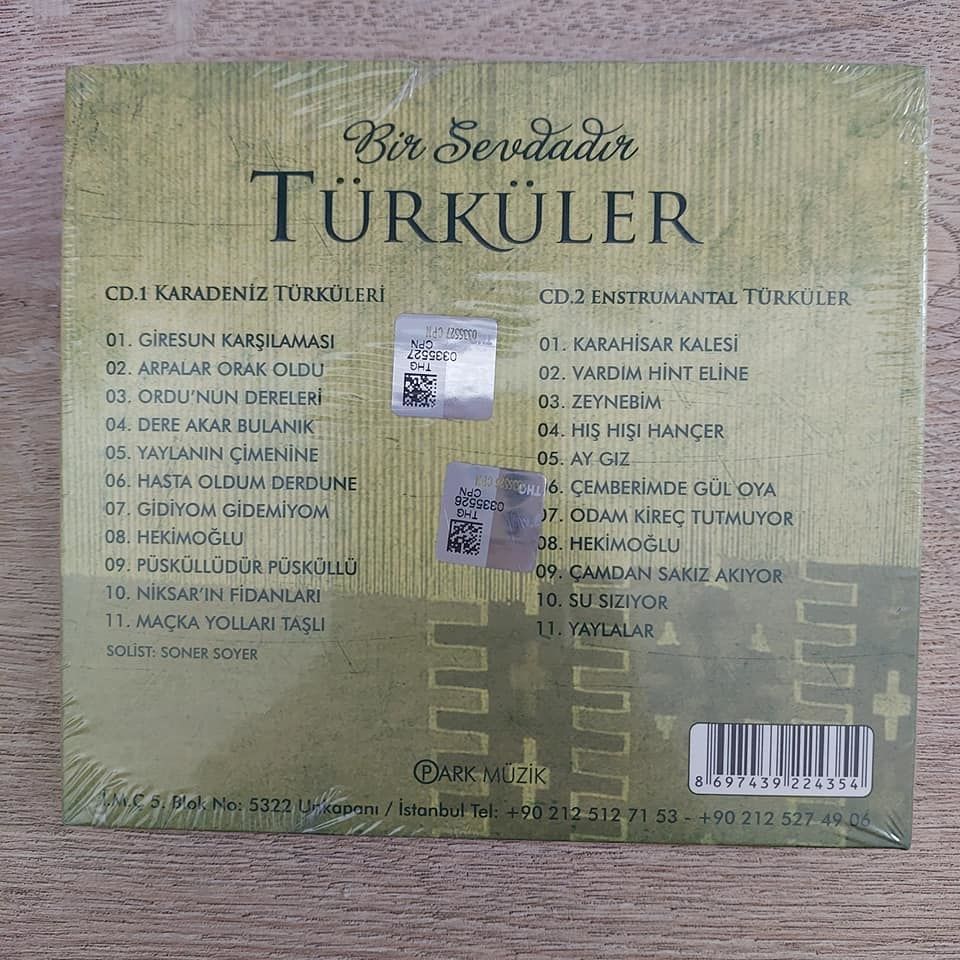 Bir Sevdadır
TÜRKÜLER
CD.1 KARADENİZ TÜRKÜLERİ
01. GİRESUN KARŞILAMASI
02. ARPALAR ORAK OLDU
03. ORDU'NUN DERELERİ
04. DERE AKAR BULANIK
05. YAYLANIN ÇİMENİNE
06. HASTA OLDUM DERDUNE
07. GİDİYOM GİDEMİYOM
08. HEKİMOĞLU
09. PÜSKÜLLÜDÜR PÜSKÜLLÜ
10. NİKSAR'IN FİDANLARI
11. MAÇKA YOLLARI TAŞLI
SOLİST: SONER SOYER
CD.2 ENSTRUMANTAL TÜRKÜLER
01. KARAHİSAR KALESİ
02. VARDIM HİNT ELİNE
03. ZEYNEBİM
04. HIŞ HIŞI HANÇER
05. AY GIZ
06. ÇEMBERİMDE GÜL OYA
07. ODAM KİREÇ TUTMUYOR
08. HEKİMOĞLU
09. ÇAMDAN SAKIZ AKIYOR
10. SU SIZIYOR
11. YAYLALAR
0335527 CPN
THG
0335527
CPN
THG
0335526
CPN
PARK MÜZİK
8 697439 224354
İ.M.Ç 5. Blok No: 5322 Unkapanı / İstanbul Tel: +90 212 512 71 53 - +90 212 527 49 06